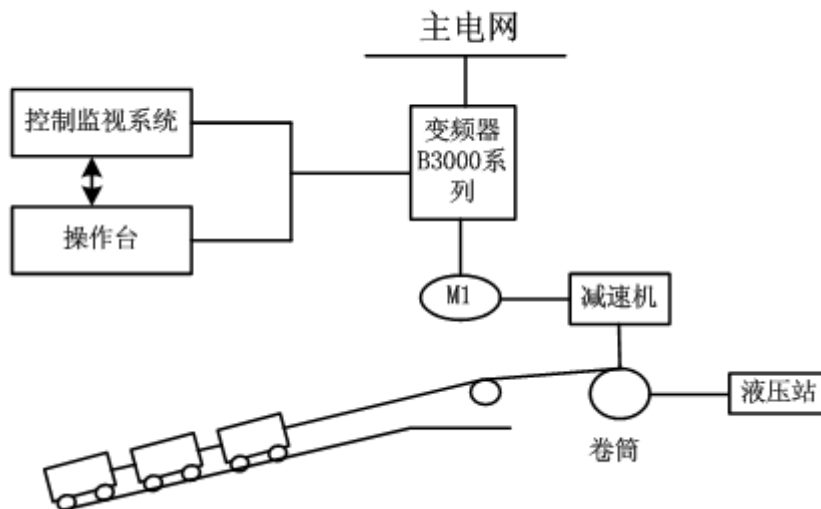 主电网
控制监视系统
变频器
B3000系
列
操作台
M1
减速机
液压站
卷筒